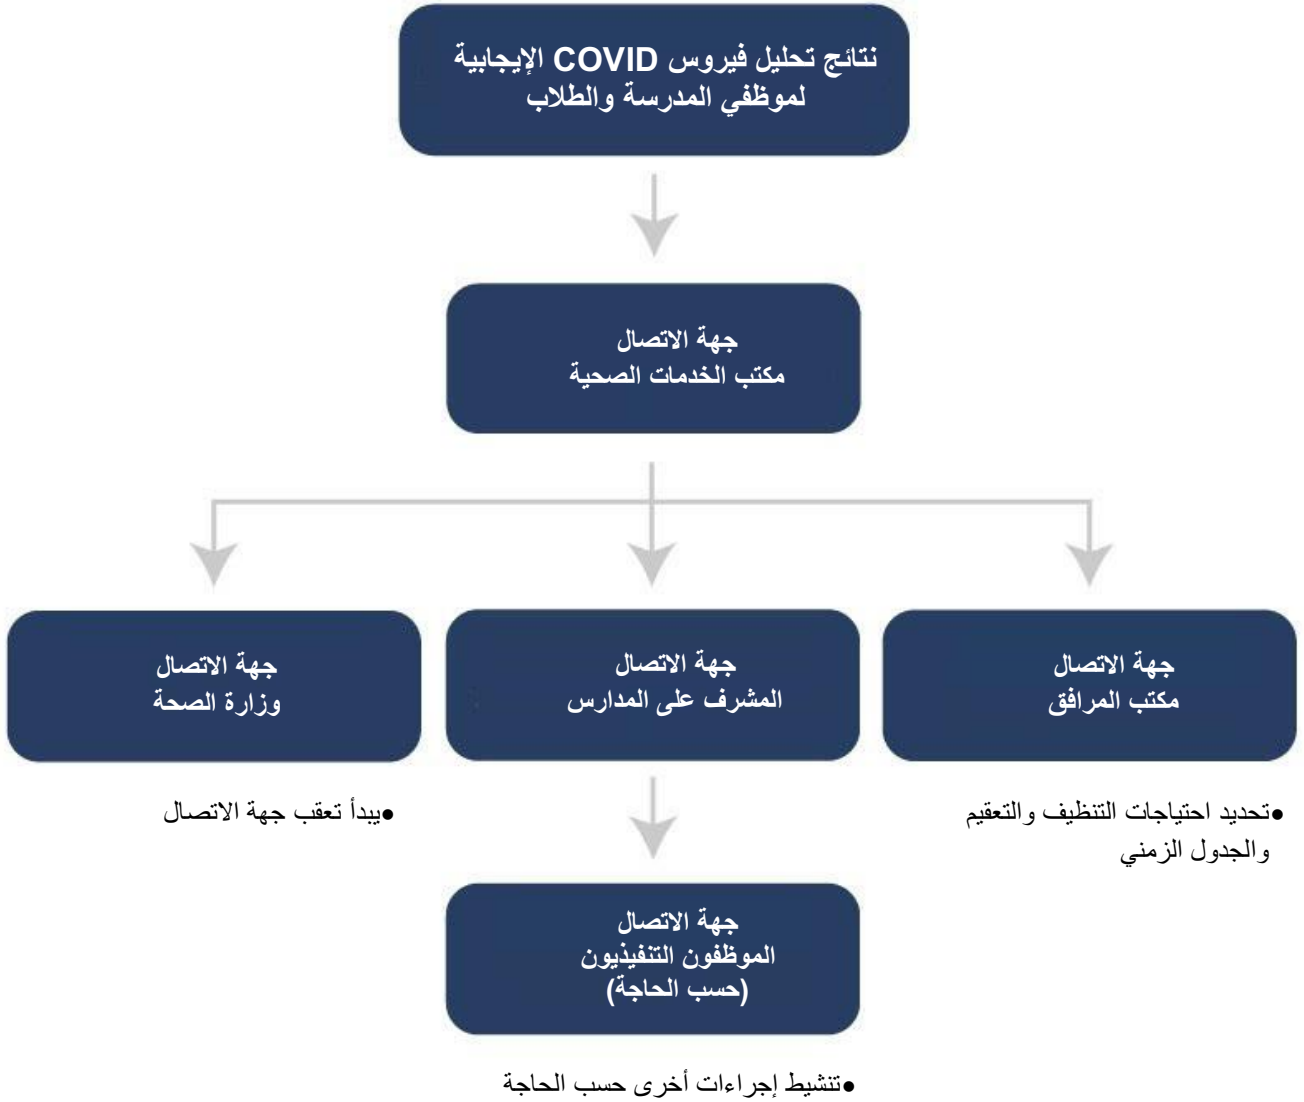 نتائج تحليل فيروس COVID الإيجابية
لموظفي المدرسة والطلاب
جهة الاتصال
مكتب الخدمات الصحية
جهة الاتصال
مكتب المرافق
●تحديد احتياجات التنظيف والتعقيم
والجدول الزمني
جهة الاتصال
المشرف على المدارس
جهة الاتصال
وزارة الصحة
●يبدأ تعقب جهة الاتصال
جهة الاتصال
الموظفون التنفيذيون
(حسب الحاجة)
●تنشيط إجراءات أخرى حسب الحاجة